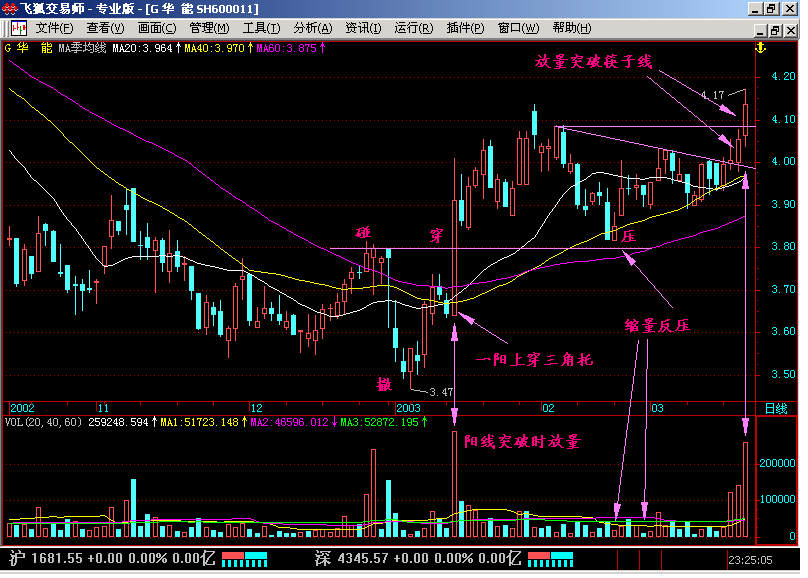 飞狐交易师 - 专业版 - [G 华  能 SH600011]
文件(F) 查看(V) 画面(C) 管理(M) 工具(T) 分析(A) 资讯(I) 运行(R) 插件(P) 窗口(W) 帮助(H)
G 华  能 MA季均线 MA20:3.964↑MA40:3.970↑MA60:3.875↑
放量突破筷子线
4.20
4.17
4.10
4.00
3.90
碰 穿 压
3.80
3.70
缩量反压
3.60
一阳上穿三角托
3.50
撤
3.47
2002 11 12 2003 02 03 日线
VOL(20,40,60) 259248.594↑MA1:51723.148↑MA2:46596.012↓MA3:52872.195↑
阳线突破时放量
200000
100000
0
沪 1681.55 +0.00 0.00% 0.00亿 深 4345.57 +0.00 0.00% 0.00亿 23:25:05